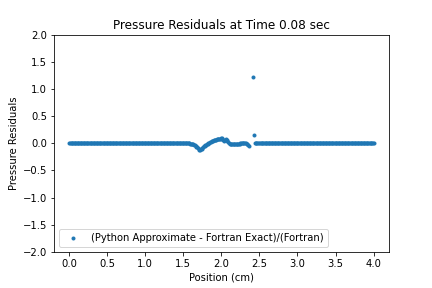 Pressure Residuals at Time 0.08 sec
2.0
1.5
1.0
0.5
0.0
−0.5
−1.0
−1.5
−2.0
Pressure Residuals
(Python Approximate - Fortran Exact)/(Fortran)
0.0 0.5 1.0 1.5 2.0 2.5 3.0 3.5 4.0
Position (cm)